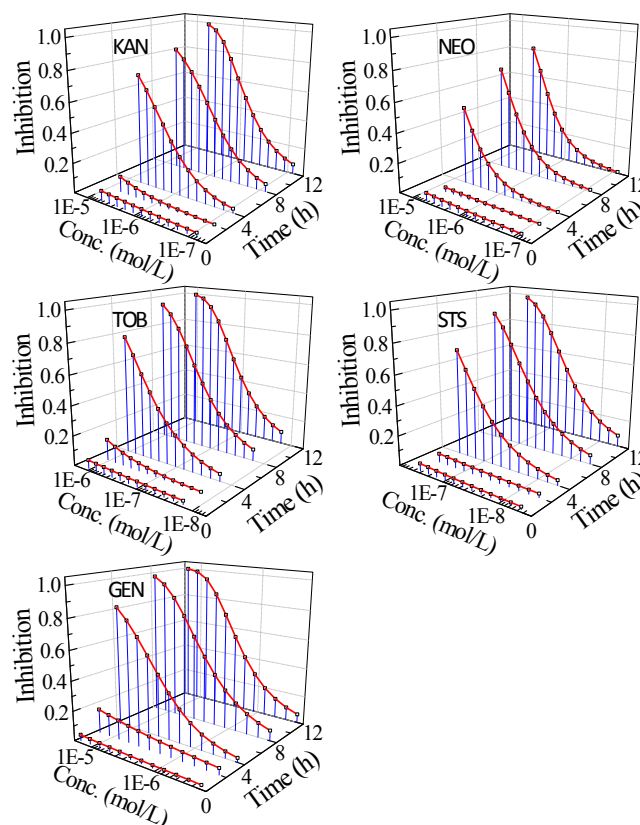 KAN
1.0
0.8
0.6
0.4
0.2
Inhibition
1E-5
1E-6
1E-7
Conc. (mol/L)
0
4
8
12
Time (h)
NEO
1.0
0.8
0.6
0.4
0.2
Inhibition
1E-5
1E-6
1E-7
Conc. (mol/L)
0
4
8
12
Time (h)
TOB
1.0
0.8
0.6
0.4
0.2
Inhibition
1E-6
1E-7
1E-8
Conc. (mol/L)
0
4
8
12
Time (h)
STS
1.0
0.8
0.6
0.4
0.2
Inhibition
1E-7
1E-8
Conc. (mol/L)
0
4
8
12
Time (h)
GEN
1.0
0.8
0.6
0.4
0.2
Inhibition
1E-5
1E-6
Conc. (mol/L)
0
4
8
12
Time (h)